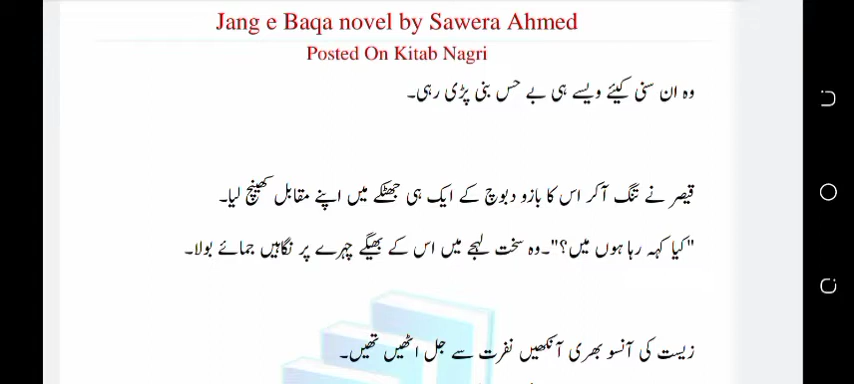 Jang e Baqa novel by Sawera Ahmed
Posted On Kitab Nagri
وہ ان سنی کیئے ویسے ہی بے حس بنی پڑی رہی۔
قیصر نے تنگ آکر اس کا بازو دبوچ کے ایک ہی جھٹکے میں اپنے مقابل کھینچ لیا۔
"کیا کہہ رہا ہوں میں؟"۔وہ سخت لہجے میں اس کے بھیگے چہرے پر نگاہیں جمائے بولا۔
زیست کی آنسو بھری آنکھیں نفرت سے جل اٹھیں تھیں۔